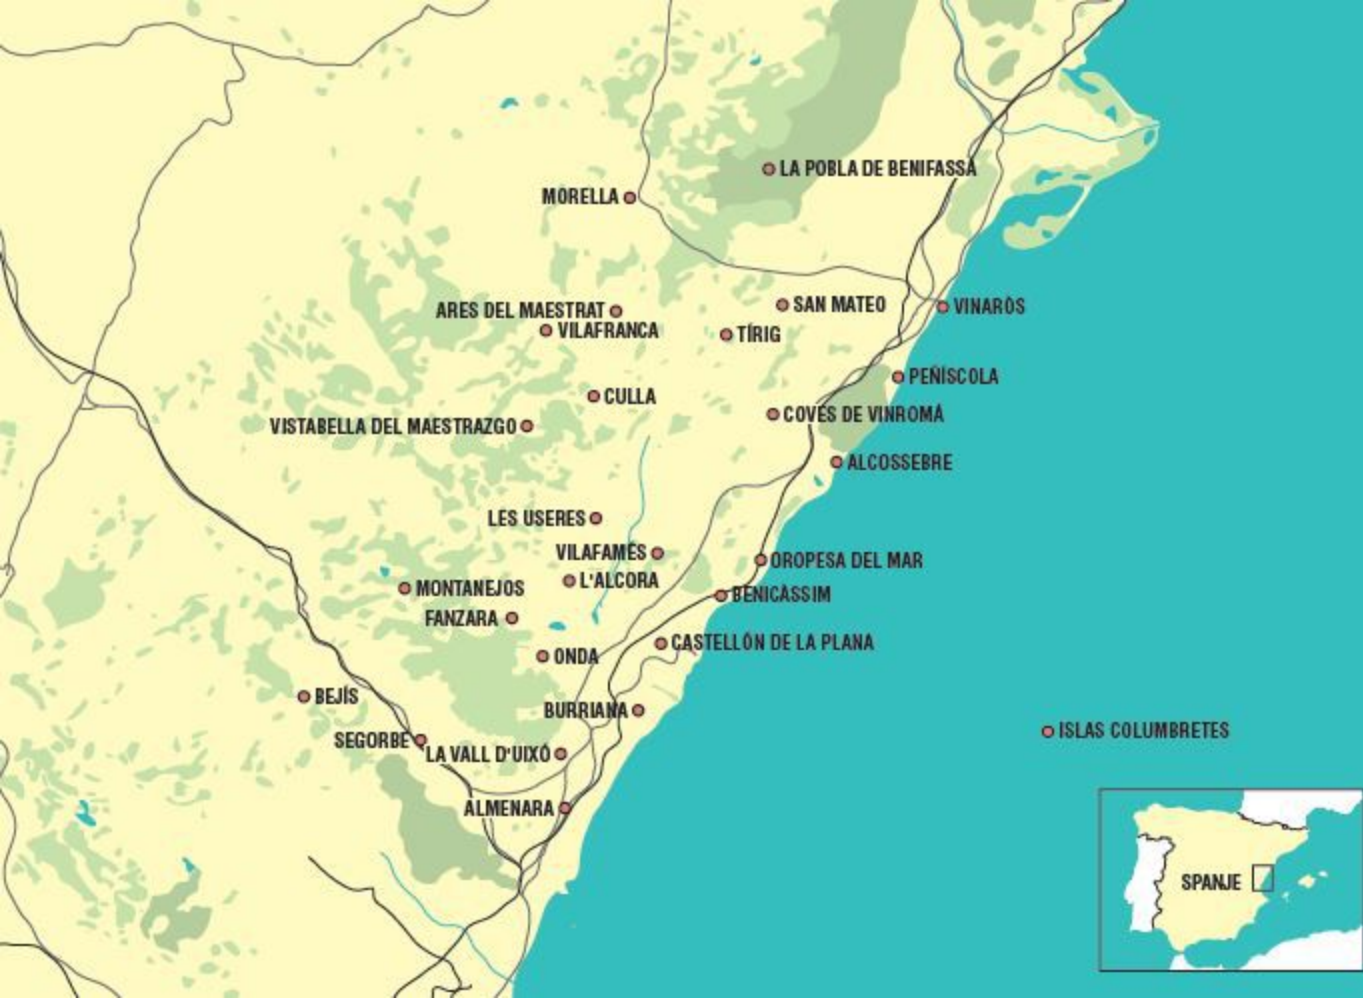 LA POBLA DE BENIFASSÀ
MORELLA
ARES DEL MAESTRAT
SAN MATEO
VINARÒS
VILAFRANCA
TÍRIG
PEÑÍSCOLA
CULLA
COVES DE VINROMÀ
VISTABELLA DEL MAESTRAZGO
ALCOSSEBRE
LES USERES
VILAFAMÉS
OROPESA DEL MAR
L'ALCORA
MONTANEJOS
BENICÀSSIM
FANZARA
CASTELLÓN DE LA PLANA
ONDA
BEJÍS
BURRIANA
ISLAS COLUMBRETES
SEGORBE
LA VALL D'UIXÓ
ALMENARA
SPANJE